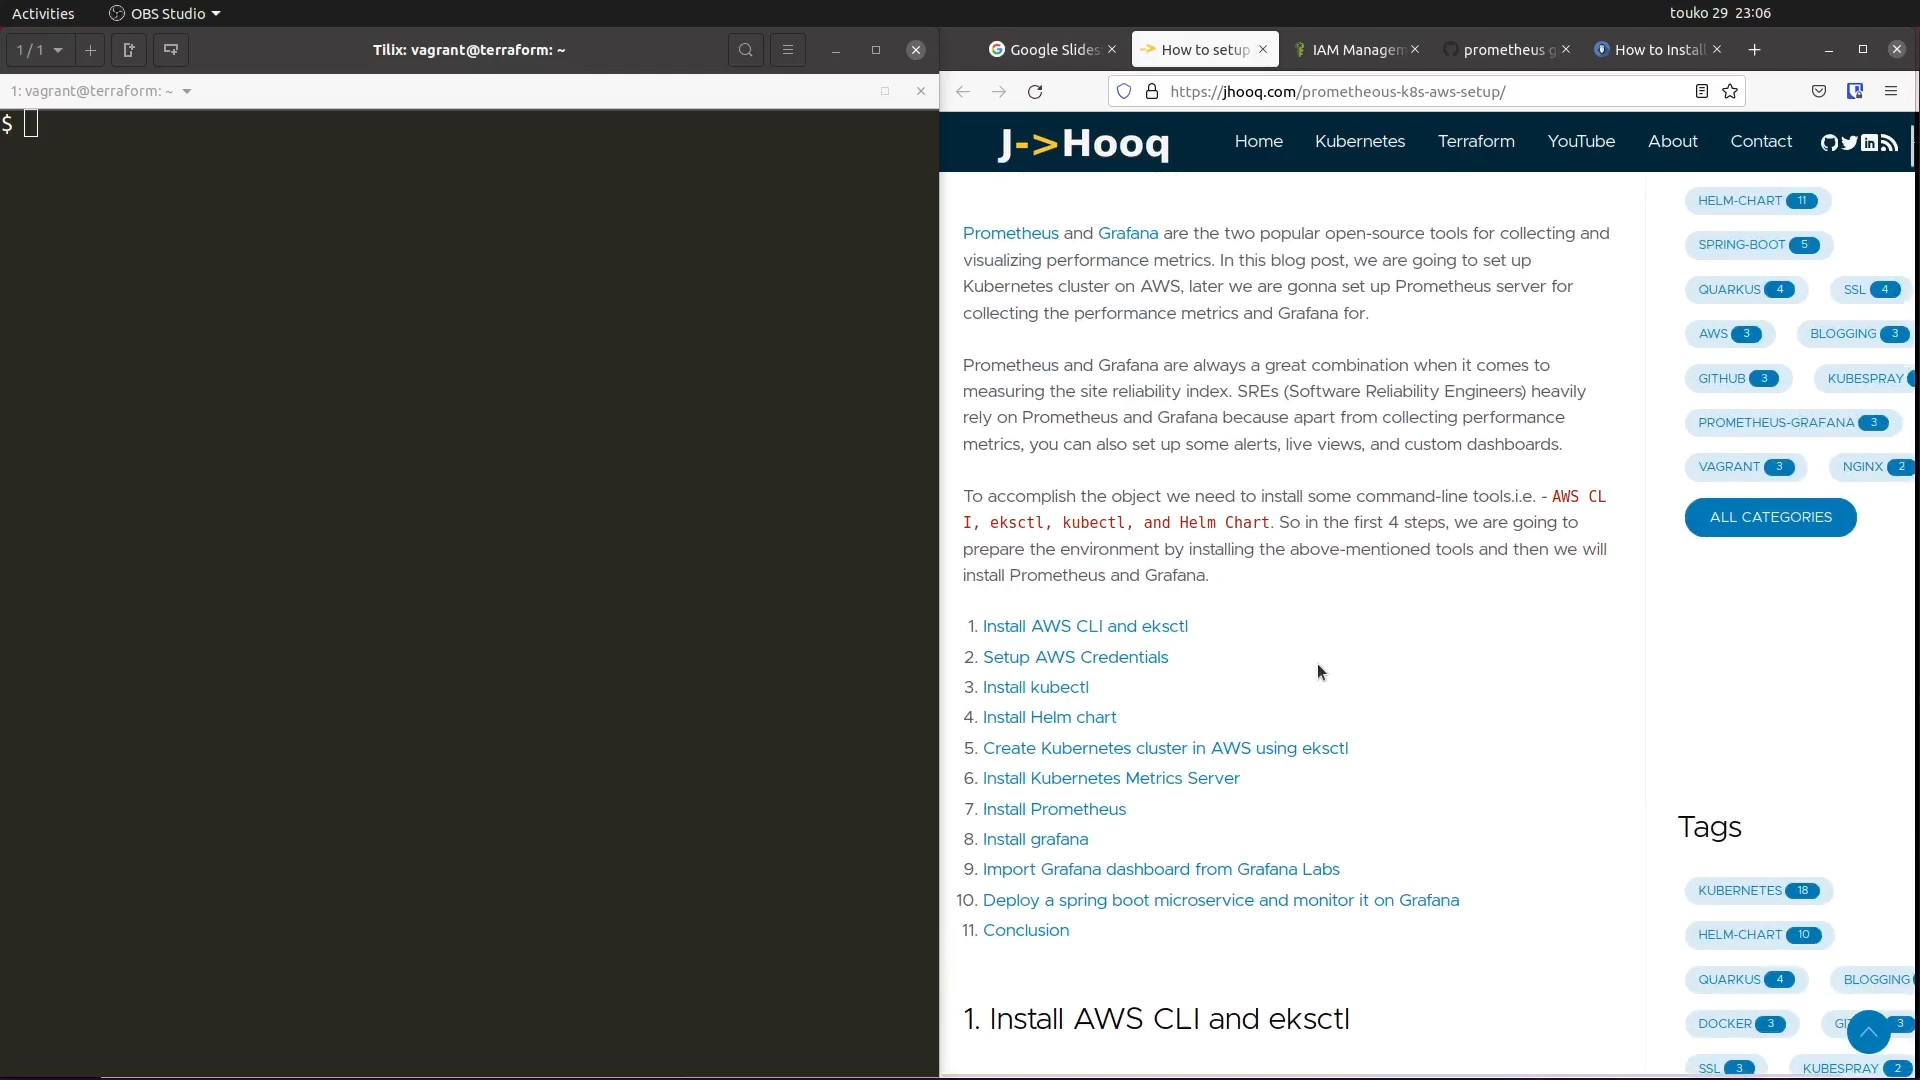 Activities
OBS Studio
touko 29 23:06
1 / 1
Tilix: vagrant@terraform: ~
Google Slides
How to setup
IAM Managem
prometheus g
How to Install
1: vagrant@terraform: ~
https://jhooq.com/prometheous-k8s-aws-setup/
$
J->Hooq
Home
Kubernetes
Terraform
YouTube
About
Contact
Prometheus and Grafana are the two popular open-source tools for collecting and
visualizing performance metrics. In this blog post, we are going to set up
Kubernetes cluster on AWS, later we are gonna set up Prometheus server for
collecting the performance metrics and Grafana for.
Prometheus and Grafana are always a great combination when it comes to
measuring the site reliability index. SREs (Software Reliability Engineers) heavily
rely on Prometheus and Grafana because apart from collecting performance
metrics, you can also set up some alerts, live views, and custom dashboards.
To accomplish the object we need to install some command-line tools.i.e. - AWS CL
I, eksctl, kubectl, and Helm Chart. So in the first 4 steps, we are going to
prepare the environment by installing the above-mentioned tools and then we will
install Prometheus and Grafana.
1. Install AWS CLI and eksctl
2. Setup AWS Credentials
3. Install kubectl
4. Install Helm chart
5. Create Kubernetes cluster in AWS using eksctl
6. Install Kubernetes Metrics Server
7. Install Prometheus
8. Install grafana
9. Import Grafana dashboard from Grafana Labs
10. Deploy a spring boot microservice and monitor it on Grafana
11. Conclusion
1. Install AWS CLI and eksctl
HELM-CHART 11
SPRING-BOOT 5
QUARKUS 4 SSL 4
AWS 3 BLOGGING 3
GITHUB 3 KUBESPRAY
PROMETHEUS-GRAFANA 3
VAGRANT 3 NGINX 2
ALL CATEGORIES
Tags
KUBERNETES 18
HELM-CHART 10
QUARKUS 4 BLOGGING
DOCKER 3 GI 3
SSL 3 KUBESPRAY 2